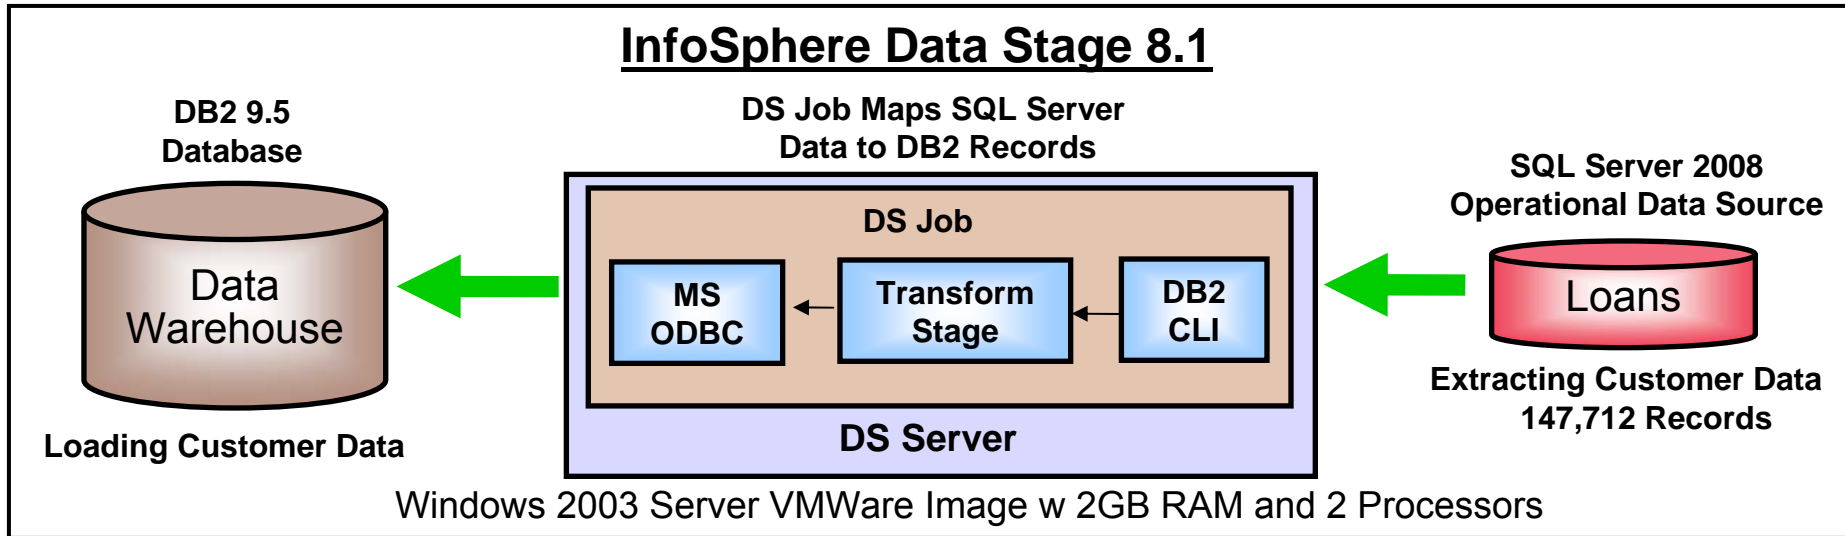 InfoSphere Data Stage 8.1
DB2 9.5
Database
Data
Warehouse
Loading Customer Data
DS Job Maps SQL Server
Data to DB2 Records
DS Job
MS
ODBC
Transform
Stage
DB2
CLI
DS Server
SQL Server 2008
Operational Data Source
Loans
Extracting Customer Data
147,712 Records
Windows 2003 Server VMWare Image w 2GB RAM and 2 Processors